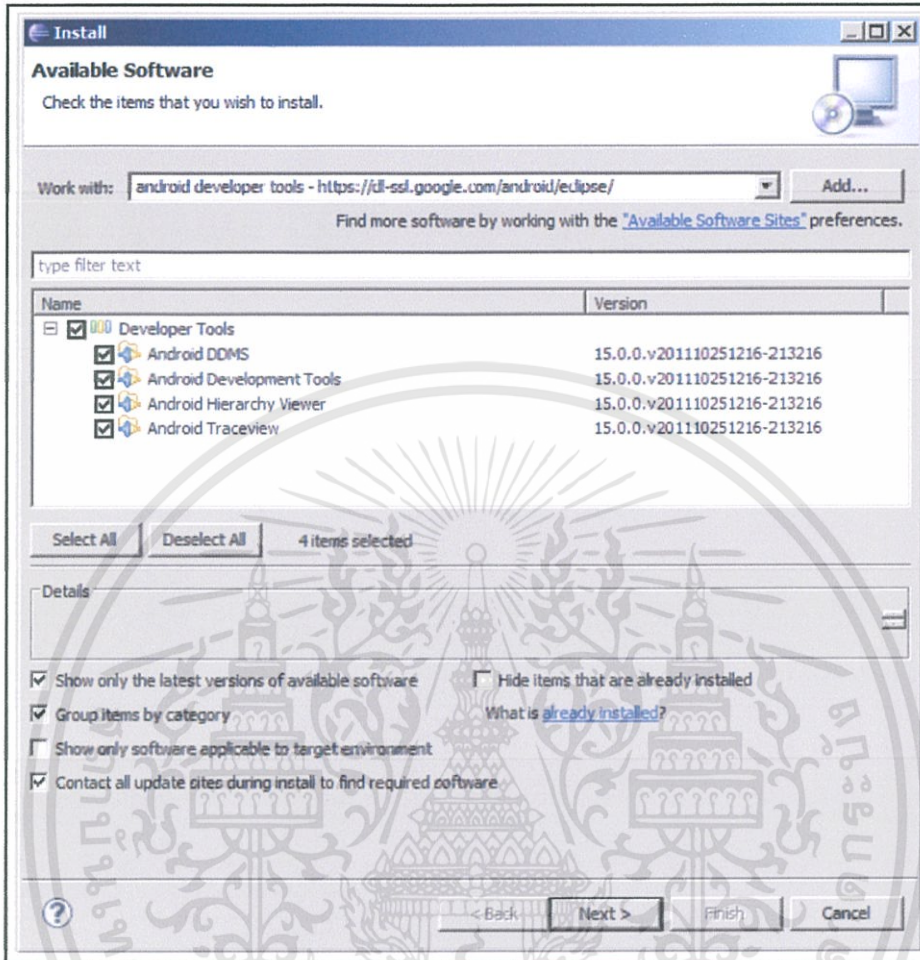 Install
Available Software
Check the items that you wish to install.
Work with: android developer tools - https://dl-ssl.google.com/android/eclipse/ Add...
Find more software by working with the "Available Software Sites" preferences.
type filter text
Name Version
Developer Tools
Android DDMS 15.0.0.v201110251216-213216
Android Development Tools 15.0.0.v201110251216-213216
Android Hierarchy Viewer 15.0.0.v201110251216-213216
Android Traceview 15.0.0.v201110251216-213216
Select All Deselect All 4 items selected
Details
Show only the latest versions of available software Hide items that are already installed
Group items by category What is already installed?
Show only software applicable to target environment
Contact all update sites during install to find required software
? < Back Next > Finish Cancel